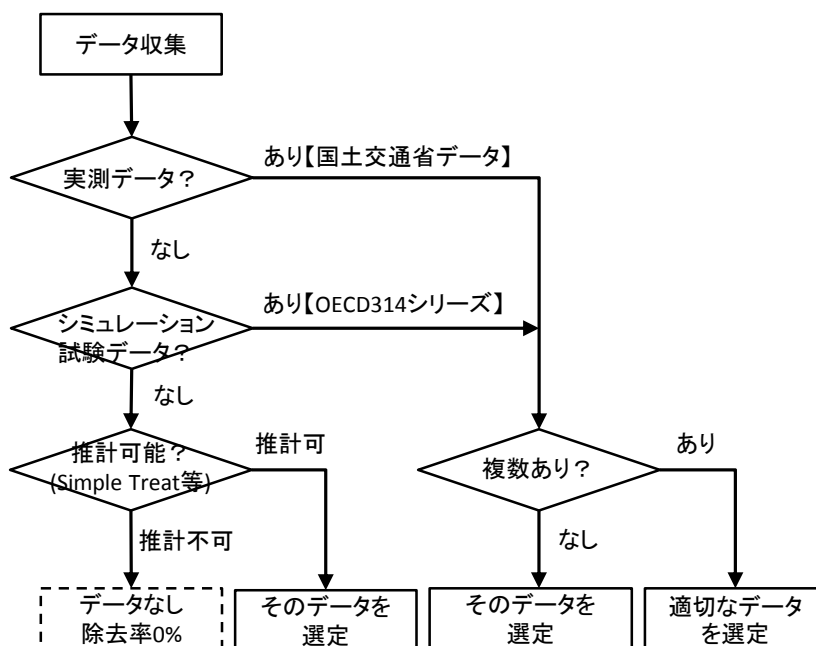 データ収集
実測データ？
あり【国土交通省データ】
なし
シミュレーション
試験データ？
あり【OECD314シリーズ】
なし
推計可能？
(Simple Treat等)
推計可
複数あり？
あり
推計不可
なし
データなし
除去率0%
そのデータを
選定
そのデータを
選定
適切なデータ
を選定